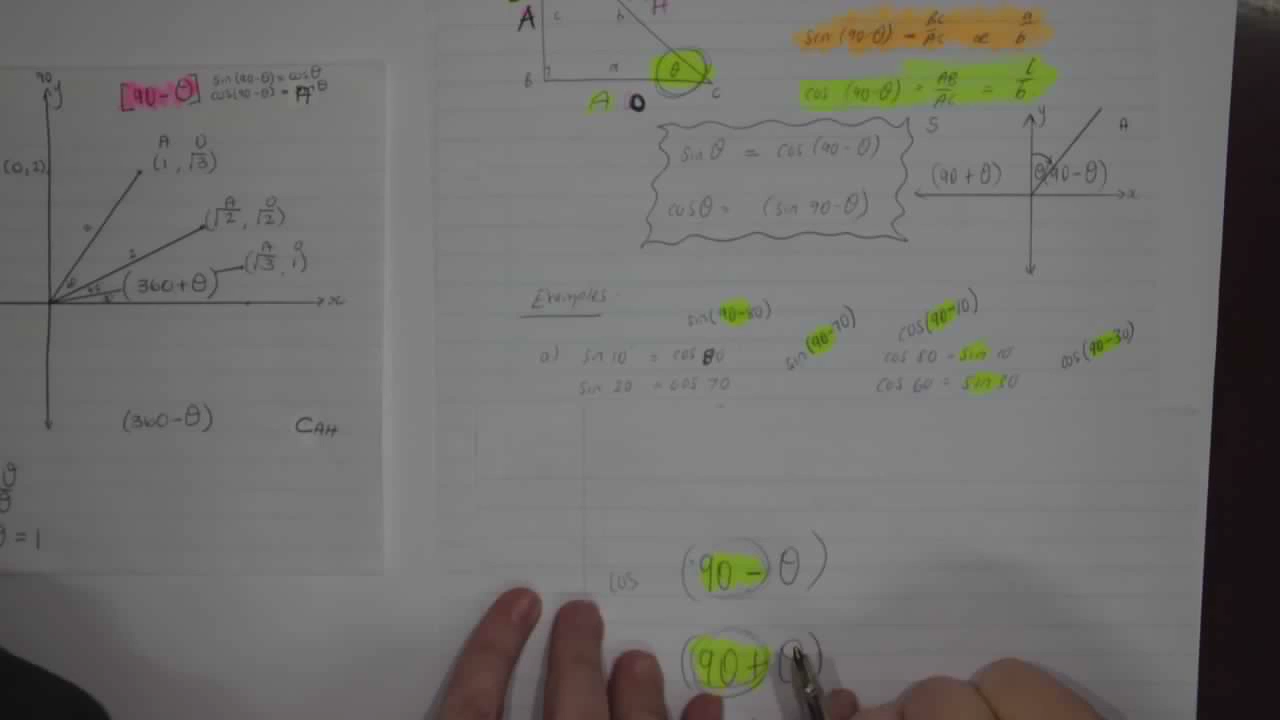 90
y
[90-θ]
sin(90-θ) = cosθ
A O
(1, √3)
(0, 2)
A O
(√2, √2)
A O
(√3, 1)
(360+θ)
x
(360-θ)
CAH
= 1
A
H
b
B
θ
C
A O
sin (90-θ) = BC/AC or a/b
cos (90-θ) = AB/AC =
sin θ = cos (90-θ)
cosθ = (sin 90-θ)
S
y
A
(90+θ)
θ
90-θ)
x
Examples
cos(90-10)
sin(90-70)
cos(90-30)
a) sin 10 = cos 80
cos 80 = sin 10
sin 20 = cos 70
cos 60 = sin 30
cos (90-θ)
(90+θ)